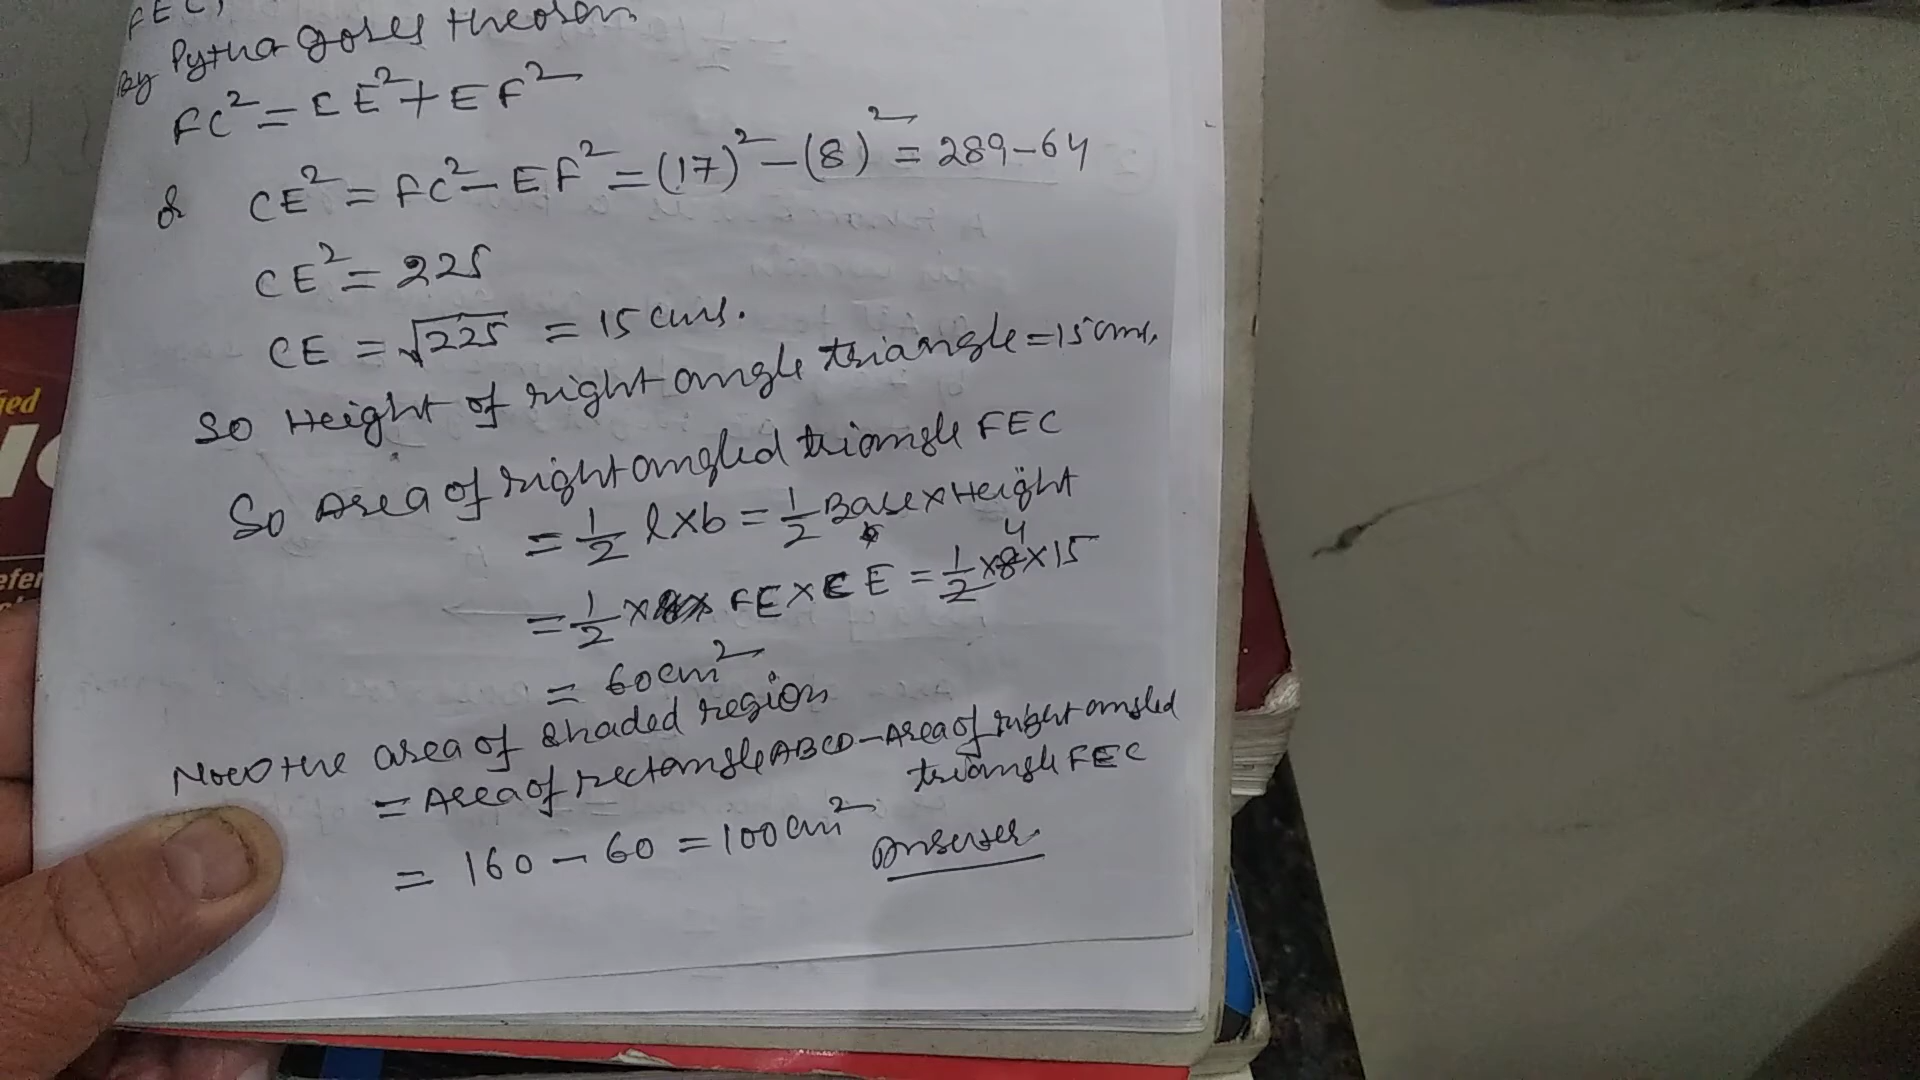 FEC,
By Pythagores theorem
FC² = CE² + EF²
or CE² = FC² - EF² = (17)² - (8)² = 289 - 64
CE² = 225
CE = √225 = 15 cms.
So Height of right angle triangle = 15 cms.
So Area of right angled triangle FEC
= 1/2 l×b = 1/2 Base × Height
= 1/2 × FE × CE = 1/2 × 8 4 × 15
= 60 cm²
Now the area of shaded region
= Area of rectangle ABCD - Area of right angled
triangle FEC
= 160 - 60 = 100 cm² Answer